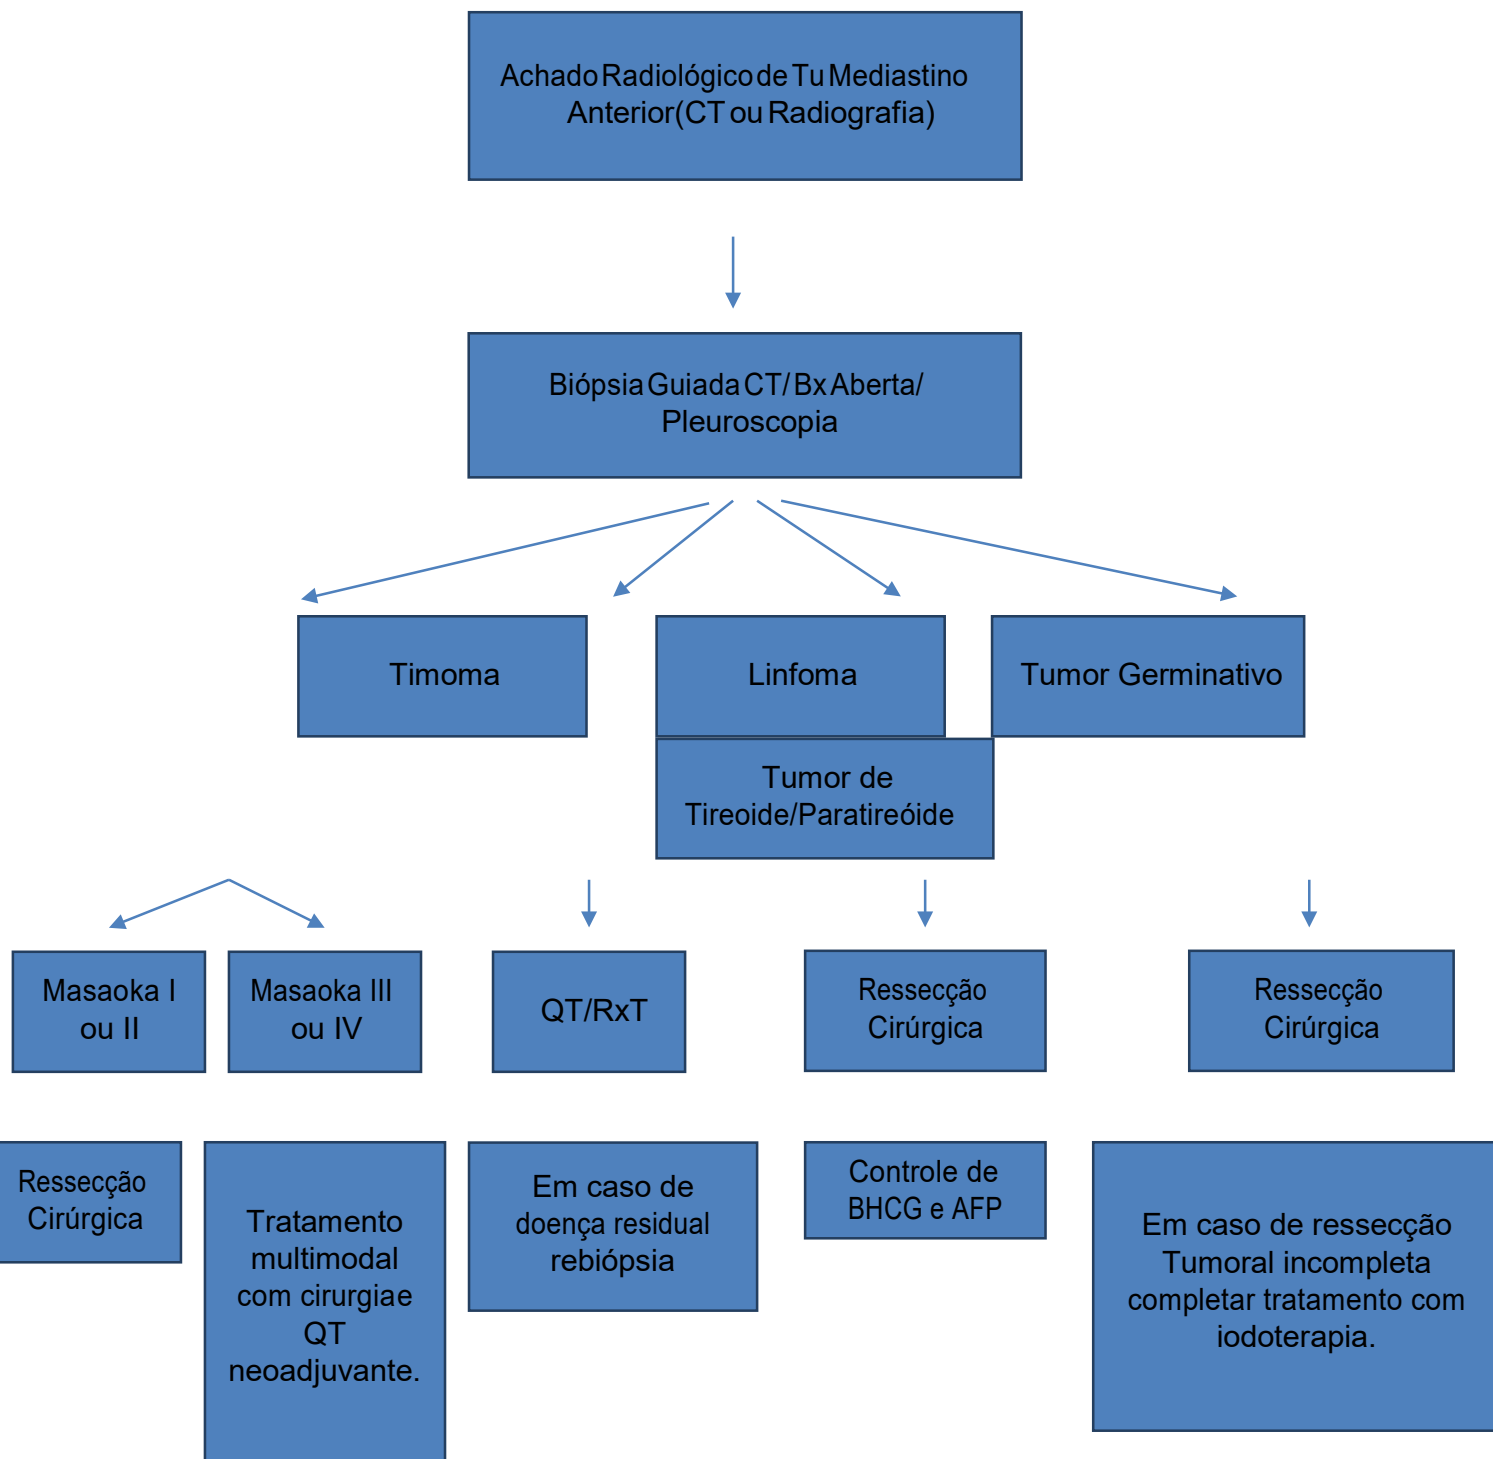 Achado Radiológico de Tu Mediastino
Anterior(CT ou Radiografia)
Biópsia Guiada CT/ Bx Aberta/
Pleuroscopia
Timoma
Linfoma
Tumor Germinativo
Tumor de
Tireoide/Paratireóide
Masaoka I
ou II
Masaoka III
ou IV
QT/RxT
Ressecção
Cirúrgica
Ressecção
Cirúrgica
Ressecção
Cirúrgica
Tratamento
multimodal
com cirurgia e
QT
neoadjuvante.
Em caso de
doença residual
rebiópsia
Controle de
BHCG e AFP
Em caso de ressecção
Tumoral incompleta
completar tratamento com
iodoterapia.